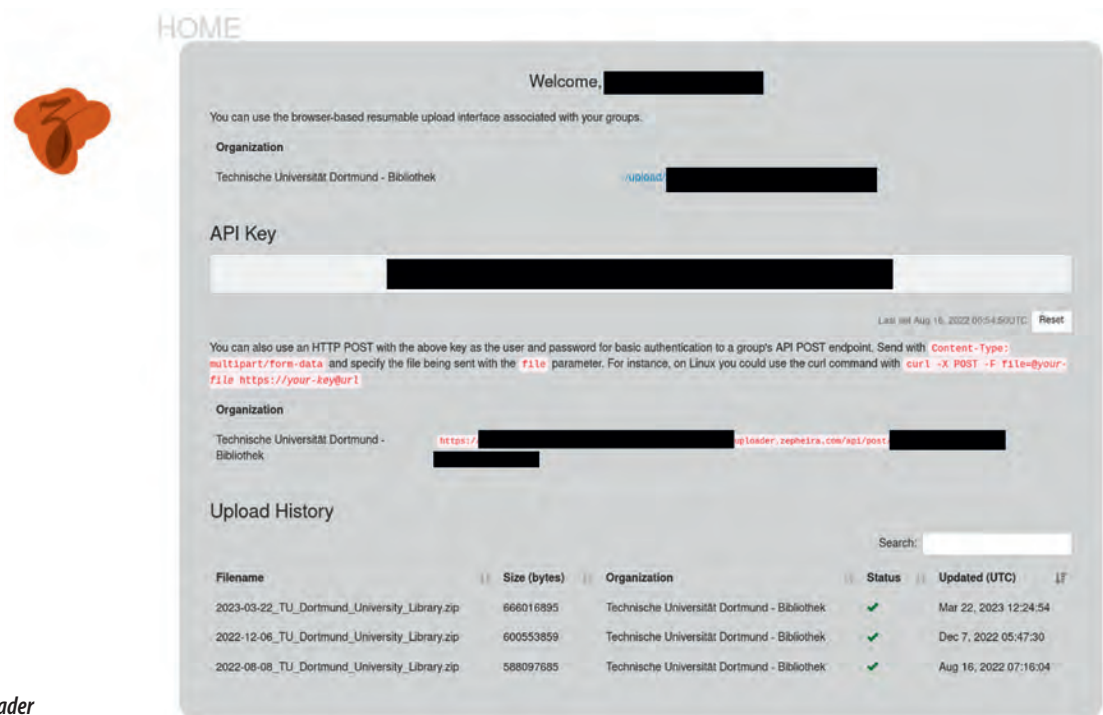 HOME
Welcome,
You can use the browser-based resumable upload interface associated with your groups.
Organization
Technische Universität Dortmund - Bibliothek /upload/
API Key
Last set Aug 16, 2022 06:54:50UTC Reset
You can also use an HTTP POST with the above key as the user and password for basic authentication to a group's API POST endpoint. Send with Content-Type:
multipart/form-data and specify the file being sent with the file parameter. For instance, on Linux you could use the curl command with curl -X POST -F file=@your-
file https://your-key@url
Organization
Technische Universität Dortmund - https:/ uploader.zepheira.com/api/post
Bibliothek
Upload History
Search:
Filename Size (bytes) Organization Status Updated (UTC)
2023-03-22_TU_Dortmund_University_Library.zip 666016895 Technische Universität Dortmund - Bibliothek ✔ Mar 22, 2023 12:24:54
2022-12-06_TU_Dortmund_University_Library.zip 600553859 Technische Universität Dortmund - Bibliothek ✔ Dec 7, 2022 05:47:30
2022-08-08_TU_Dortmund_University_Library.zip 588097685 Technische Universität Dortmund - Bibliothek ✔ Aug 16, 2022 07:16:04
ader